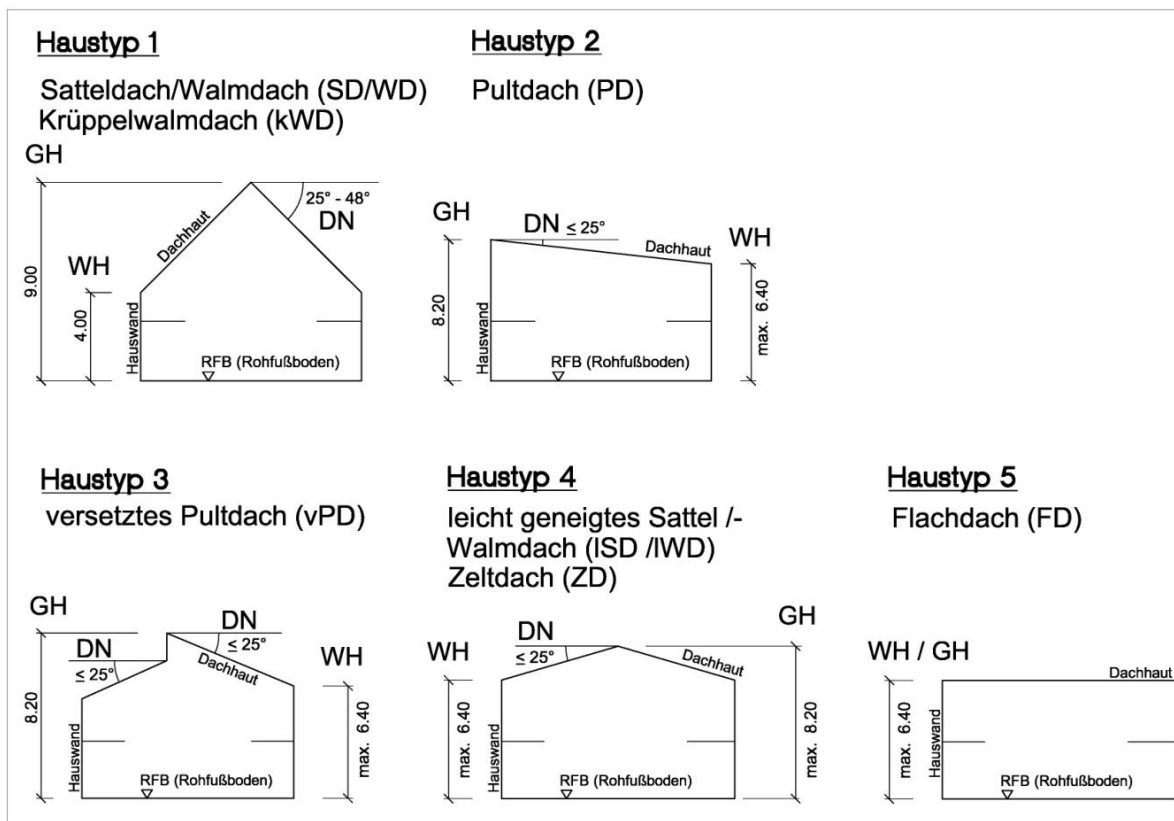 Haustyp 1
Satteldach/Walmdach (SD/WD)
Krüppelwalmdach (kWD)
GH
25° - 48°
DN
Dachhaut
WH
9.00
4.00
Hauswand
RFB (Rohfußboden)
Haustyp 2
Pultdach (PD)
GH
DN ≤ 25°
Dachhaut
WH
8.20
Hauswand
max. 6.40
RFB (Rohfußboden)
Haustyp 3
versetztes Pultdach (vPD)
GH
DN
≤ 25°
DN
≤ 25°
Dachhaut
WH
8.20
Hauswand
max. 6.40
RFB (Rohfußboden)
Haustyp 4
leicht geneigtes Sattel /-
Walmdach (lSD /lWD)
Zeltdach (ZD)
GH
DN
≤ 25°
WH
Dachhaut
max. 6.40
Hauswand
max. 8.20
RFB (Rohfußboden)
Haustyp 5
Flachdach (FD)
WH / GH
Dachhaut
max. 6.40
Hauswand
RFB (Rohfußboden)